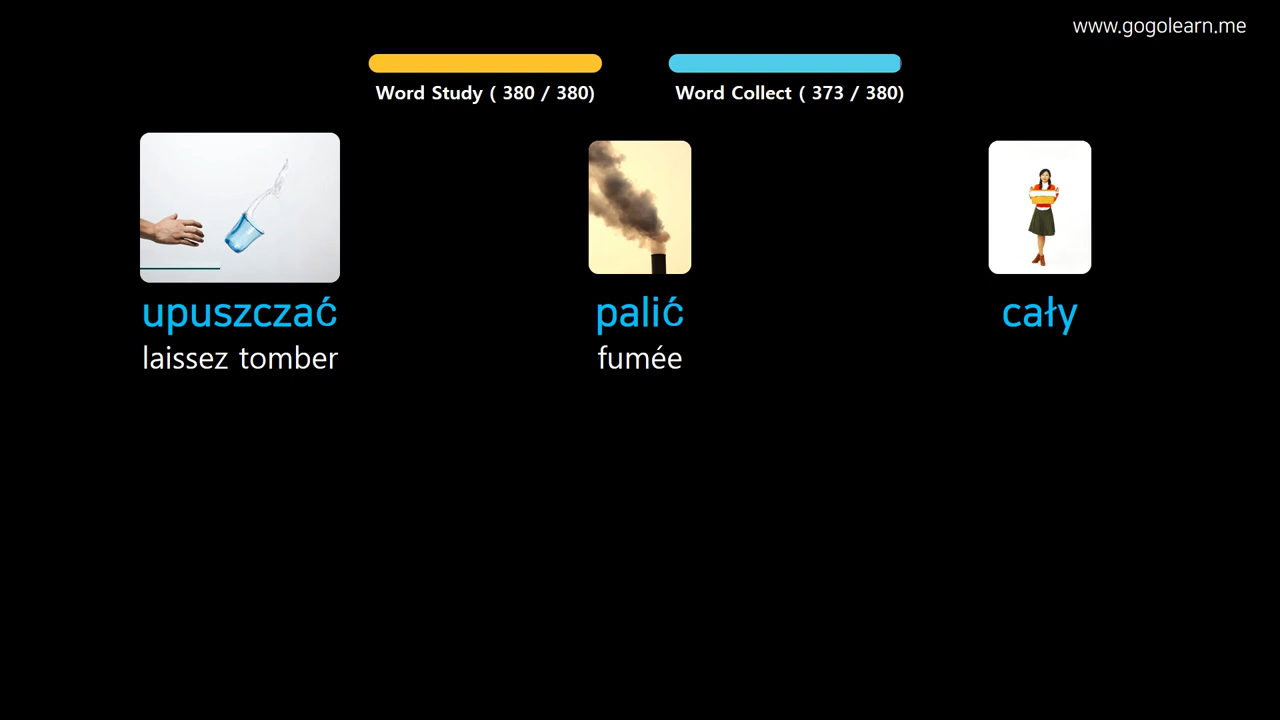 www.gogolearn.me
Word Study ( 380 / 380)
Word Collect ( 373 / 380)
upuszczać
laissez tomber
palić
fumée
cały